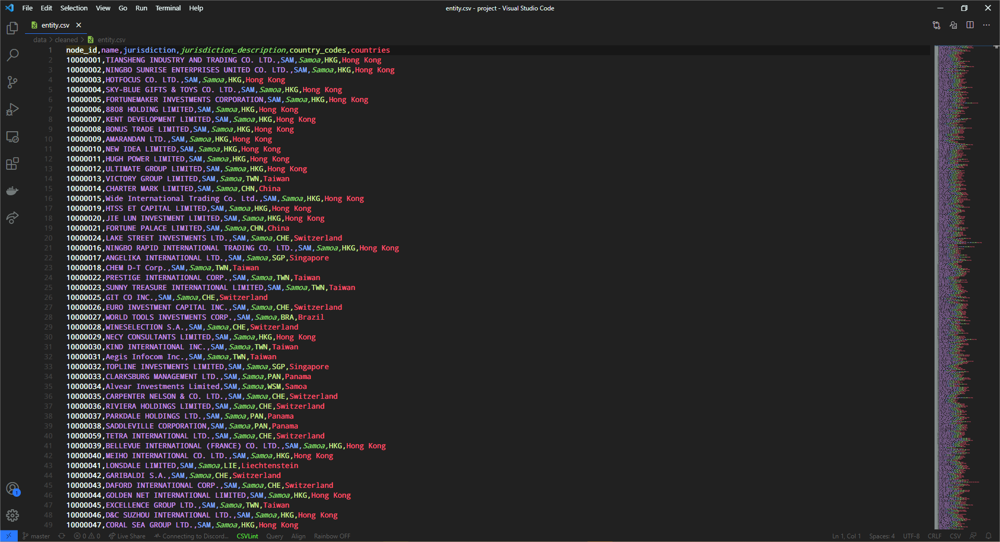 File Edit Selection View Go Run Terminal Help
entity.csv - project - Visual Studio Code
entity.csv
data > cleaned > entity.csv
1 node_id,name,jurisdiction,jurisdiction_description,country_codes,countries
2 10000001,TIANSHENG INDUSTRY AND TRADING CO. LTD.,SAM,Samoa,HKG,Hong Kong
3 10000002,NINGBO SUNRISE ENTERPRISES UNITED CO. LTD.,SAM,Samoa,HKG,Hong Kong
4 10000003,HOTFOCUS CO. LTD.,SAM,Samoa,HKG,Hong Kong
5 10000004,SKY-BLUE GIFTS & TOYS CO. LTD.,SAM,Samoa,HKG,Hong Kong
6 10000005,FORTUNEMAKER INVESTMENTS CORPORATION,SAM,Samoa,HKG,Hong Kong
7 10000006,8808 HOLDING LIMITED,SAM,Samoa,HKG,Hong Kong
8 10000007,KENT DEVELOPMENT LIMITED,SAM,Samoa,HKG,Hong Kong
9 10000008,BONUS TRADE LIMITED,SAM,Samoa,HKG,Hong Kong
10 10000009,AMARANDAN LTD.,SAM,Samoa,HKG,Hong Kong
11 10000010,NEW IDEA LIMITED,SAM,Samoa,HKG,Hong Kong
12 10000011,HUGH POWER LIMITED,SAM,Samoa,HKG,Hong Kong
13 10000012,ULTIMATE GROUP LIMITED,SAM,Samoa,HKG,Hong Kong
14 10000013,VICTORY GROUP LIMITED,SAM,Samoa,TWN,Taiwan
15 10000014,CHARTER MARK LIMITED,SAM,Samoa,CHN,China
16 10000015,Wide International Trading Co. Ltd.,SAM,Samoa,HKG,Hong Kong
17 10000019,HTSS ET CAPITAL LIMITED,SAM,Samoa,HKG,Hong Kong
18 10000020,JIE LUN INVESTMENT LIMITED,SAM,Samoa,HKG,Hong Kong
19 10000021,FORTUNE PALACE LIMITED,SAM,Samoa,CHN,China
20 10000024,LAKE STREET INVESTMENTS LTD.,SAM,Samoa,CHE,Switzerland
21 10000016,NINGBO RAPID INTERNATIONAL TRADING CO. LTD.,SAM,Samoa,HKG,Hong Kong
22 10000017,ANGELIKA INTERNATIONAL LTD.,SAM,Samoa,SGP,Singapore
23 10000018,CHEM D-T Corp.,SAM,Samoa,TWN,Taiwan
24 10000022,PRESTIGE INTERNATIONAL CORP.,SAM,Samoa,TWN,Taiwan
25 10000023,SUNNY TREASURE INTERNATIONAL LIMITED,SAM,Samoa,TWN,Taiwan
26 10000025,GIT CO INC.,SAM,Samoa,CHE,Switzerland
27 10000026,EURO INVESTMENT CAPITAL INC.,SAM,Samoa,CHE,Switzerland
28 10000027,WORLD TOOLS INVESTMENTS CORP.,SAM,Samoa,BRA,Brazil
29 10000028,WINESELECTION S.A.,SAM,Samoa,CHE,Switzerland
30 10000029,NECY CONSULTANTS LIMITED,SAM,Samoa,HKG,Hong Kong
31 10000030,KIND INTERNATIONAL INC.,SAM,Samoa,TWN,Taiwan
32 10000031,Aegis Infocom Inc.,SAM,Samoa,TWN,Taiwan
33 10000032,TOPLINE INVESTMENTS LIMITED,SAM,Samoa,SGP,Singapore
34 10000033,CLARKSBURG MANAGEMENT LTD.,SAM,Samoa,PAN,Panama
35 10000034,Alvear Investments Limited,SAM,Samoa,WSM,Samoa
36 10000035,CARPENTER NELSON & CO. LTD.,SAM,Samoa,CHE,Switzerland
37 10000036,RIVIERA HOLDINGS LIMITED,SAM,Samoa,CHE,Switzerland
38 10000037,PARKDALE HOLDINGS LTD.,SAM,Samoa,PAN,Panama
39 10000038,SADDLEVILLE CORPORATION,SAM,Samoa,PAN,Panama
40 10000059,TETRA INTERNATIONAL LTD.,SAM,Samoa,CHE,Switzerland
41 10000039,BELLEVUE INTERNATIONAL (FRANCE) CO. LTD.,SAM,Samoa,HKG,Hong Kong
42 10000040,MEIHO INTERNATIONAL CO. LTD.,SAM,Samoa,HKG,Hong Kong
43 10000041,LONSDALE LIMITED,SAM,Samoa,LIE,Liechtenstein
44 10000042,GARIBALDI S.A.,SAM,Samoa,CHE,Switzerland
45 10000043,DAFORD INTERNATIONAL CORP.,SAM,Samoa,CHE,Switzerland
46 10000044,GOLDEN NET INTERNATIONAL LIMITED,SAM,Samoa,HKG,Hong Kong
47 10000045,EXCELLENCE GROUP LTD.,SAM,Samoa,TWN,Taiwan
48 10000046,D&C SUZHOU INTERNATIONAL LTD.,SAM,Samoa,HKG,Hong Kong
49 10000047,CORAL SEA GROUP LTD.,SAM,Samoa,HKG,Hong Kong
1
master 0 0 Live Share Connecting to Discord... CSVLint Query Align Rainbow OFF Ln 1, Col 1 Spaces: 4 UTF-8 CRLF CSV